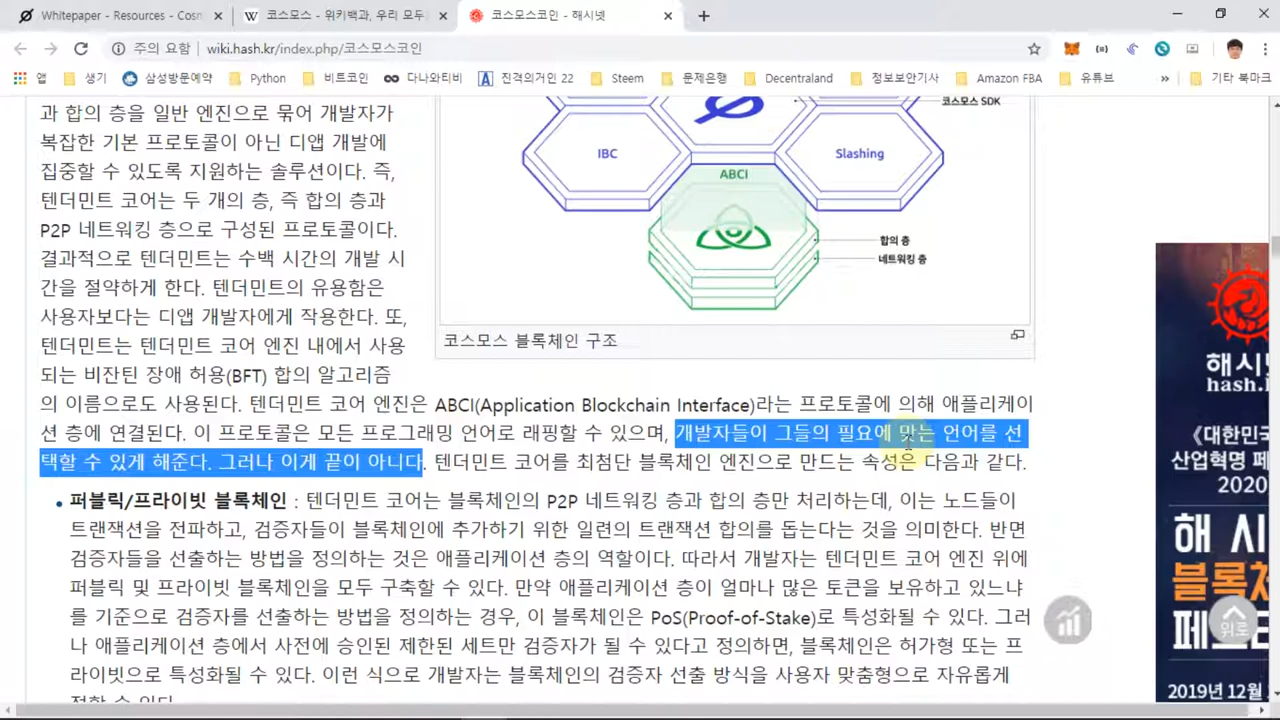 Whitepaper - Resources - Cosn
코스모스 - 위키백과, 우리 모두
코스모스코인 - 해시넷
주의 요함
wiki.hash.kr/index.php/코스모스코인
앱
생기
삼성방문예약
Python
비트코인
다나와티비
진격의거인 22
Steem
문제은행
Decentraland
정보보안기사
Amazon FBA
유튜브
기타 북마크
과 합의 층을 일반 엔진으로 묶어 개발자가
복잡한 기본 프로토콜이 아닌 디앱 개발에
집중할 수 있도록 지원하는 솔루션이다. 즉,
텐더민트 코어는 두 개의 층, 즉 합의 층과
P2P 네트워킹 층으로 구성된 프로토콜이다.
결과적으로 텐더민트는 수백 시간의 개발 시
간을 절약하게 한다. 텐더민트의 유용함은
사용자보다는 디앱 개발자에게 작용한다. 또,
텐더민트는 텐더민트 코어 엔진 내에서 사용
되는 비잔틴 장애 허용(BFT) 합의 알고리즘
코스모스 SDK
IBC
Slashing
ABCI
합의 층
네트워킹 층
코스모스 블록체인 구조
의 이름으로도 사용된다. 텐더민트 코어 엔진은 ABCI(Application Blockchain Interface)라는 프로토콜에 의해 애플리케이
션 층에 연결된다. 이 프로토콜은 모든 프로그래밍 언어로 래핑할 수 있으며, 개발자들이 그들의 필요에 맞는 언어를 선
택할 수 있게 해준다. 그러나 이게 끝이 아니다. 텐더민트 코어를 최첨단 블록체인 엔진으로 만드는 속성은 다음과 같다.
• 퍼블릭/프라이빗 블록체인 : 텐더민트 코어는 블록체인의 P2P 네트워킹 층과 합의 층만 처리하는데, 이는 노드들이
트랜잭션을 전파하고, 검증자들이 블록체인에 추가하기 위한 일련의 트랜잭션 합의를 돕는다는 것을 의미한다. 반면
검증자들을 선출하는 방법을 정의하는 것은 애플리케이션 층의 역할이다. 따라서 개발자는 텐더민트 코어 엔진 위에
퍼블릭 및 프라이빗 블록체인을 모두 구축할 수 있다. 만약 애플리케이션 층이 얼마나 많은 토큰을 보유하고 있느냐
를 기준으로 검증자를 선출하는 방법을 정의하는 경우, 이 블록체인은 PoS(Proof-of-Stake)로 특성화될 수 있다. 그러
나 애플리케이션 층에서 사전에 승인된 제한된 세트만 검증자가 될 수 있다고 정의하면, 블록체인은 허가형 또는 프
라이빗으로 특성화될 수 있다. 이런 식으로 개발자는 블록체인의 검증자 선출 방식을 사용자 맞춤형으로 자유롭게
정할 수 있다.
해시넷
hash.k
《대한민국
산업혁명 페
2020
해 시
블록체
페스
위로
2019년 12월